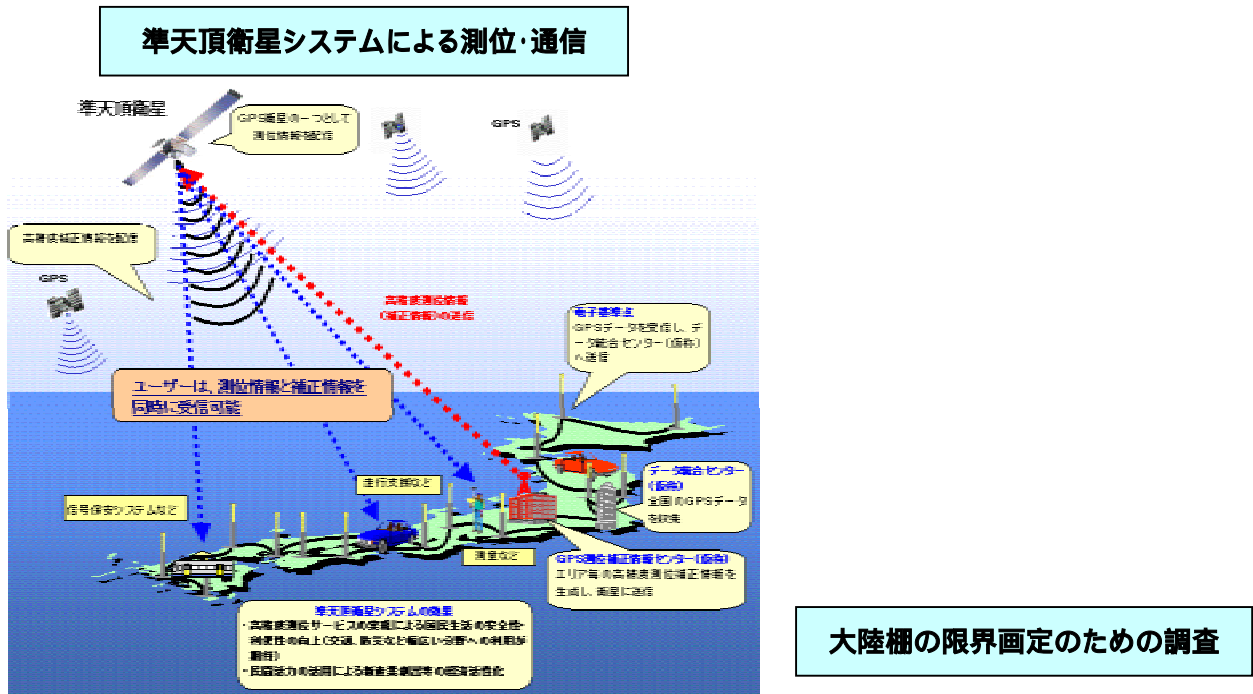 準天頂衛星システムによる測位･通信
準天頂衛星
GPS衛星の一つとして
測位情報を配信
GPS
高精度補正情報を配信
GPS
高精度測位情報
(補正情報)の送信
電子基準点
GPSデータを受信し、デ
ータ統合センター(仮称)
へ送信
ユーザーは、測位情報と補正情報を
同時に受信可能
データ統合センター
(仮称)
全国のGPSデータ
を収集
走行支援など
信号保安システムなど
測量など
GPS測位補正情報センター(仮称)
エリア毎の高精度測位補正情報を
生成し、衛星に送信
準天頂衛星システムの効果
・高精度測位サービスの実現による国民生活の安全性・
利便性の向上(交通、防災など幅広い分野への利用が
期待)
・民間活力の活用による新産業創出等の経済活性化
大陸棚の限界画定のための調査